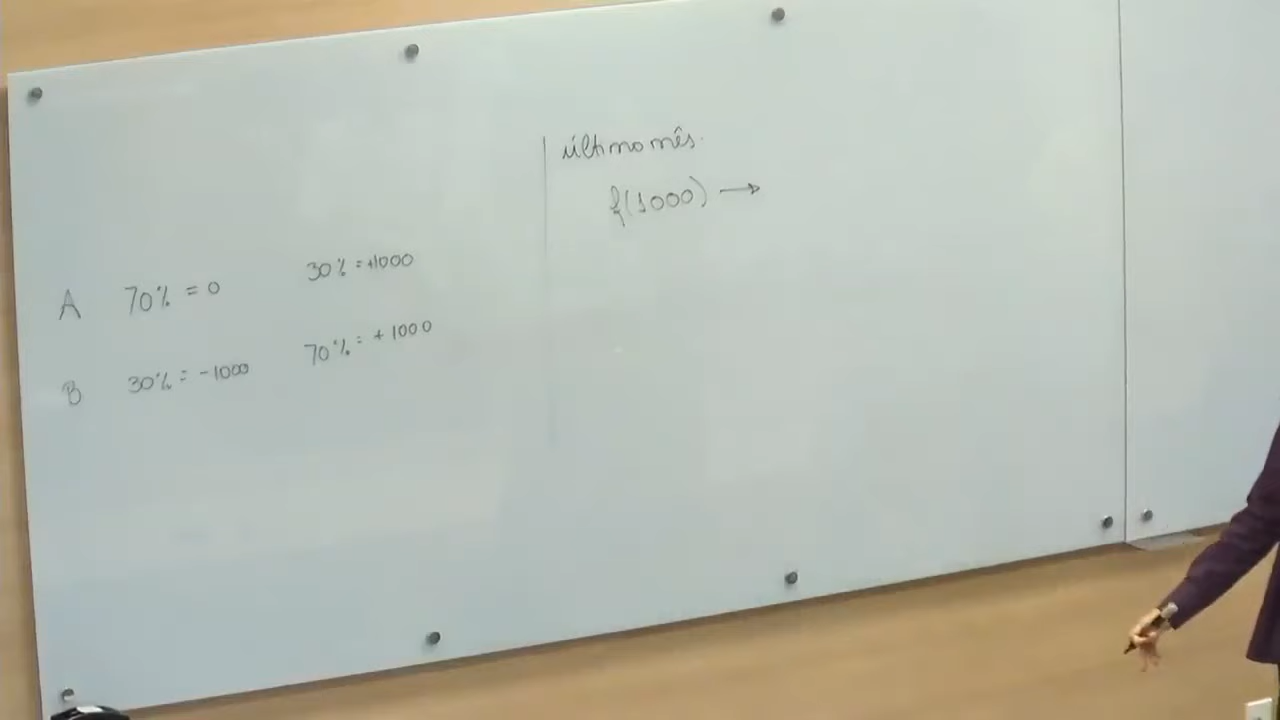 último mês.
f(1000) →
A 70% = 0 30% = +1000
B 30% = -1000 70% = +1000